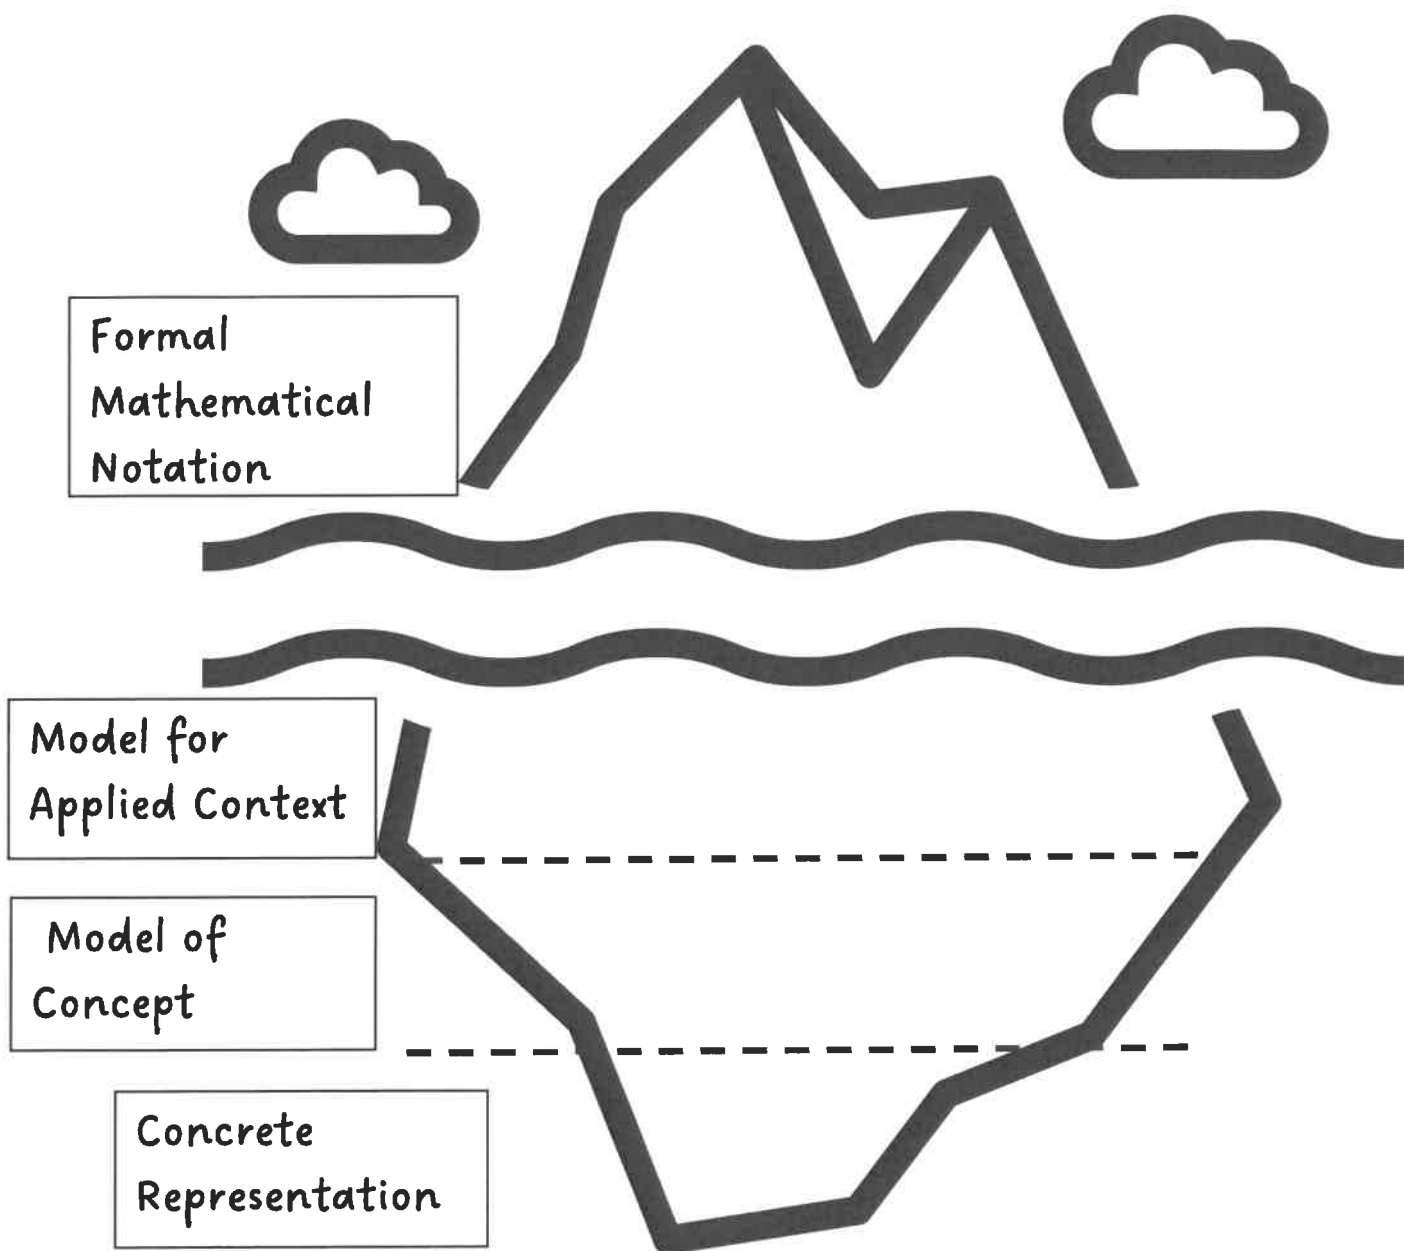 Formal
Mathematical
Notation
Model for
Applied Context
Model of
Concept
Concrete
Representation